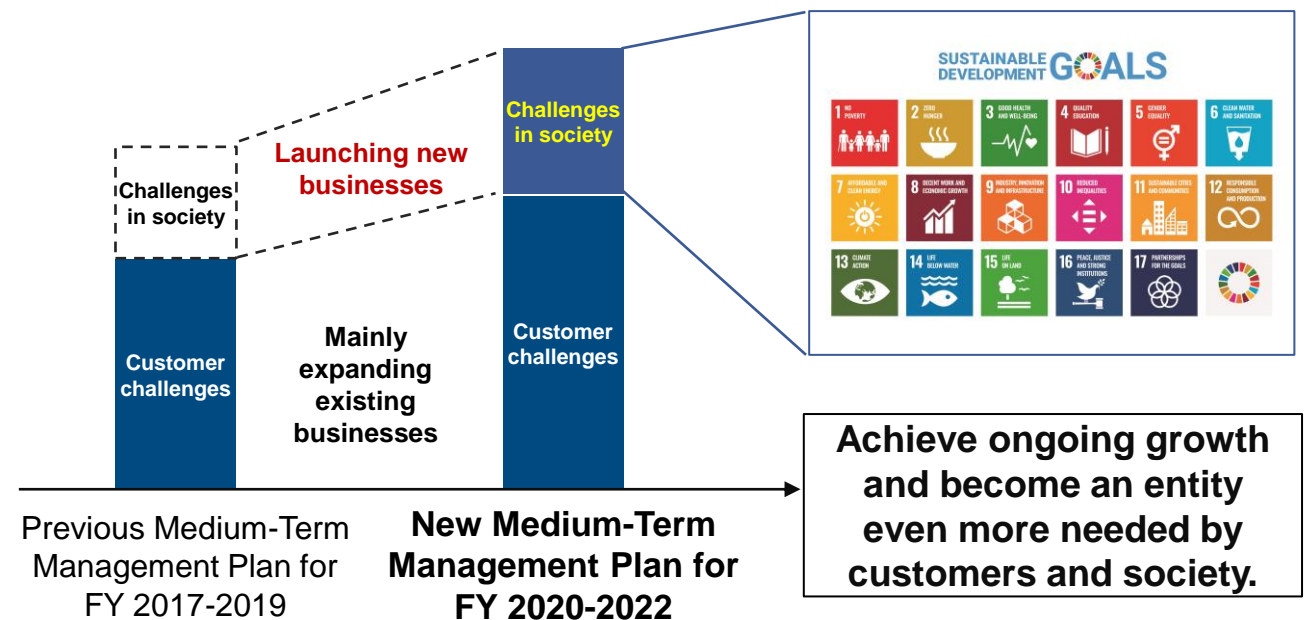 Challenges
in society
Customer
challenges
Launching new
businesses
Mainly
expanding
existing
businesses
Challenges
in society
Customer
challenges
Previous Medium-Term
Management Plan for
FY 2017-2019
New Medium-Term
Management Plan for
FY 2020-2022
SUSTAINABLE
DEVELOPMENT GOALS
1 NO
POVERTY
2 ZERO
HUNGER
3 GOOD HEALTH
AND WELL-BEING
4 QUALITY
EDUCATION
5 GENDER
EQUALITY
6 CLEAN WATER
AND SANITATION
7 AFFORDABLE AND
CLEAN ENERGY
8 DECENT WORK AND
ECONOMIC GROWTH
9 INDUSTRY, INNOVATION
AND INFRASTRUCTURE
10 REDUCED
INEQUALITIES
11 SUSTAINABLE CITIES
AND COMMUNITIES
12 RESPONSIBLE
CONSUMPTION
AND PRODUCTION
13 CLIMATE
ACTION
14 LIFE
BELOW WATER
15 LIFE
ON LAND
16 PEACE, JUSTICE
AND STRONG
INSTITUTIONS
17 PARTNERSHIPS
FOR THE GOALS
Achieve ongoing growth
and become an entity
even more needed by
customers and society.